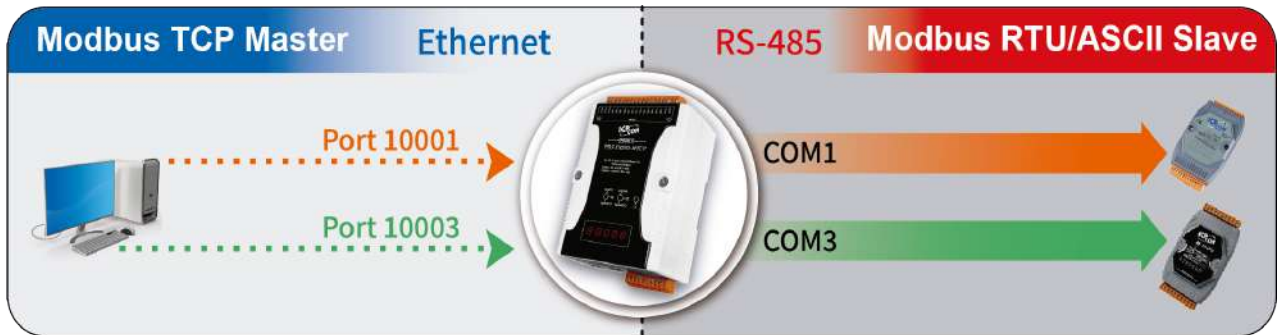 Modbus TCP Master
Ethernet
RS-485
Modbus RTU/ASCII Slave
Port 10001
COM1
Port 10003
COM3